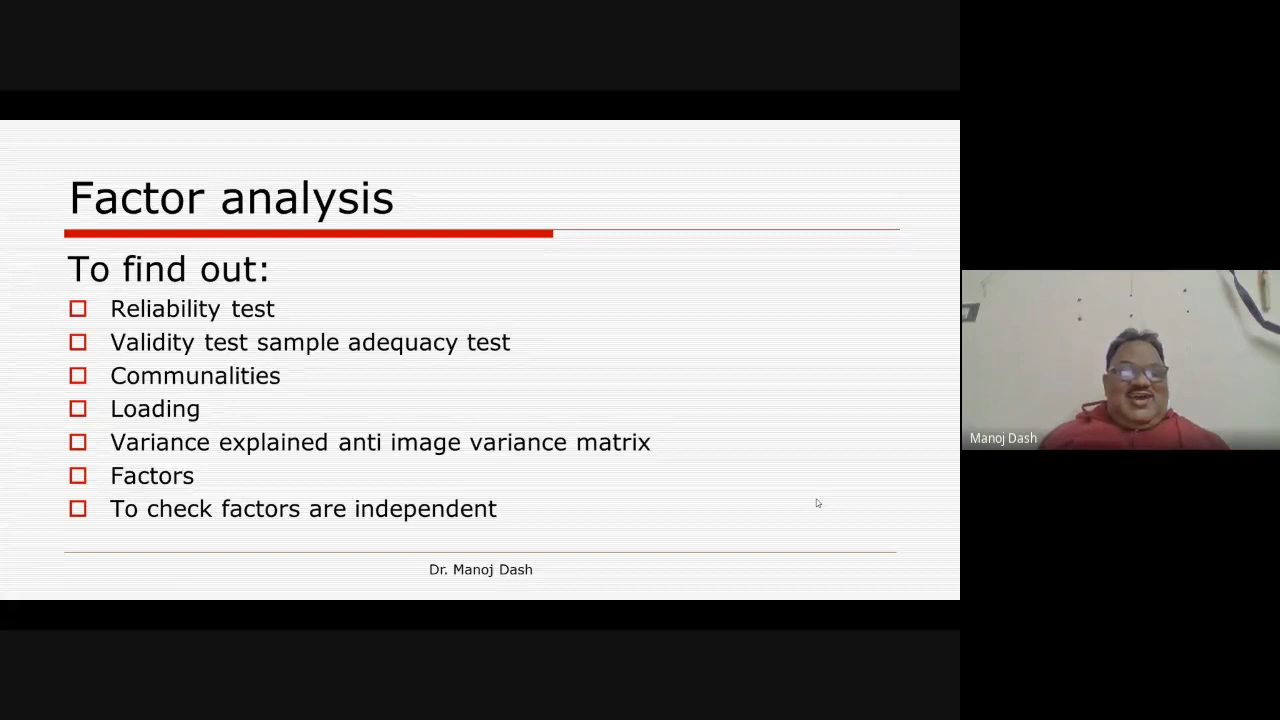 Factor analysis
To find out:
Reliability test
Validity test sample adequacy test
Communalities
Loading
Variance explained anti image variance matrix
Factors
To check factors are independent
Dr. Manoj Dash
Manoj Dash